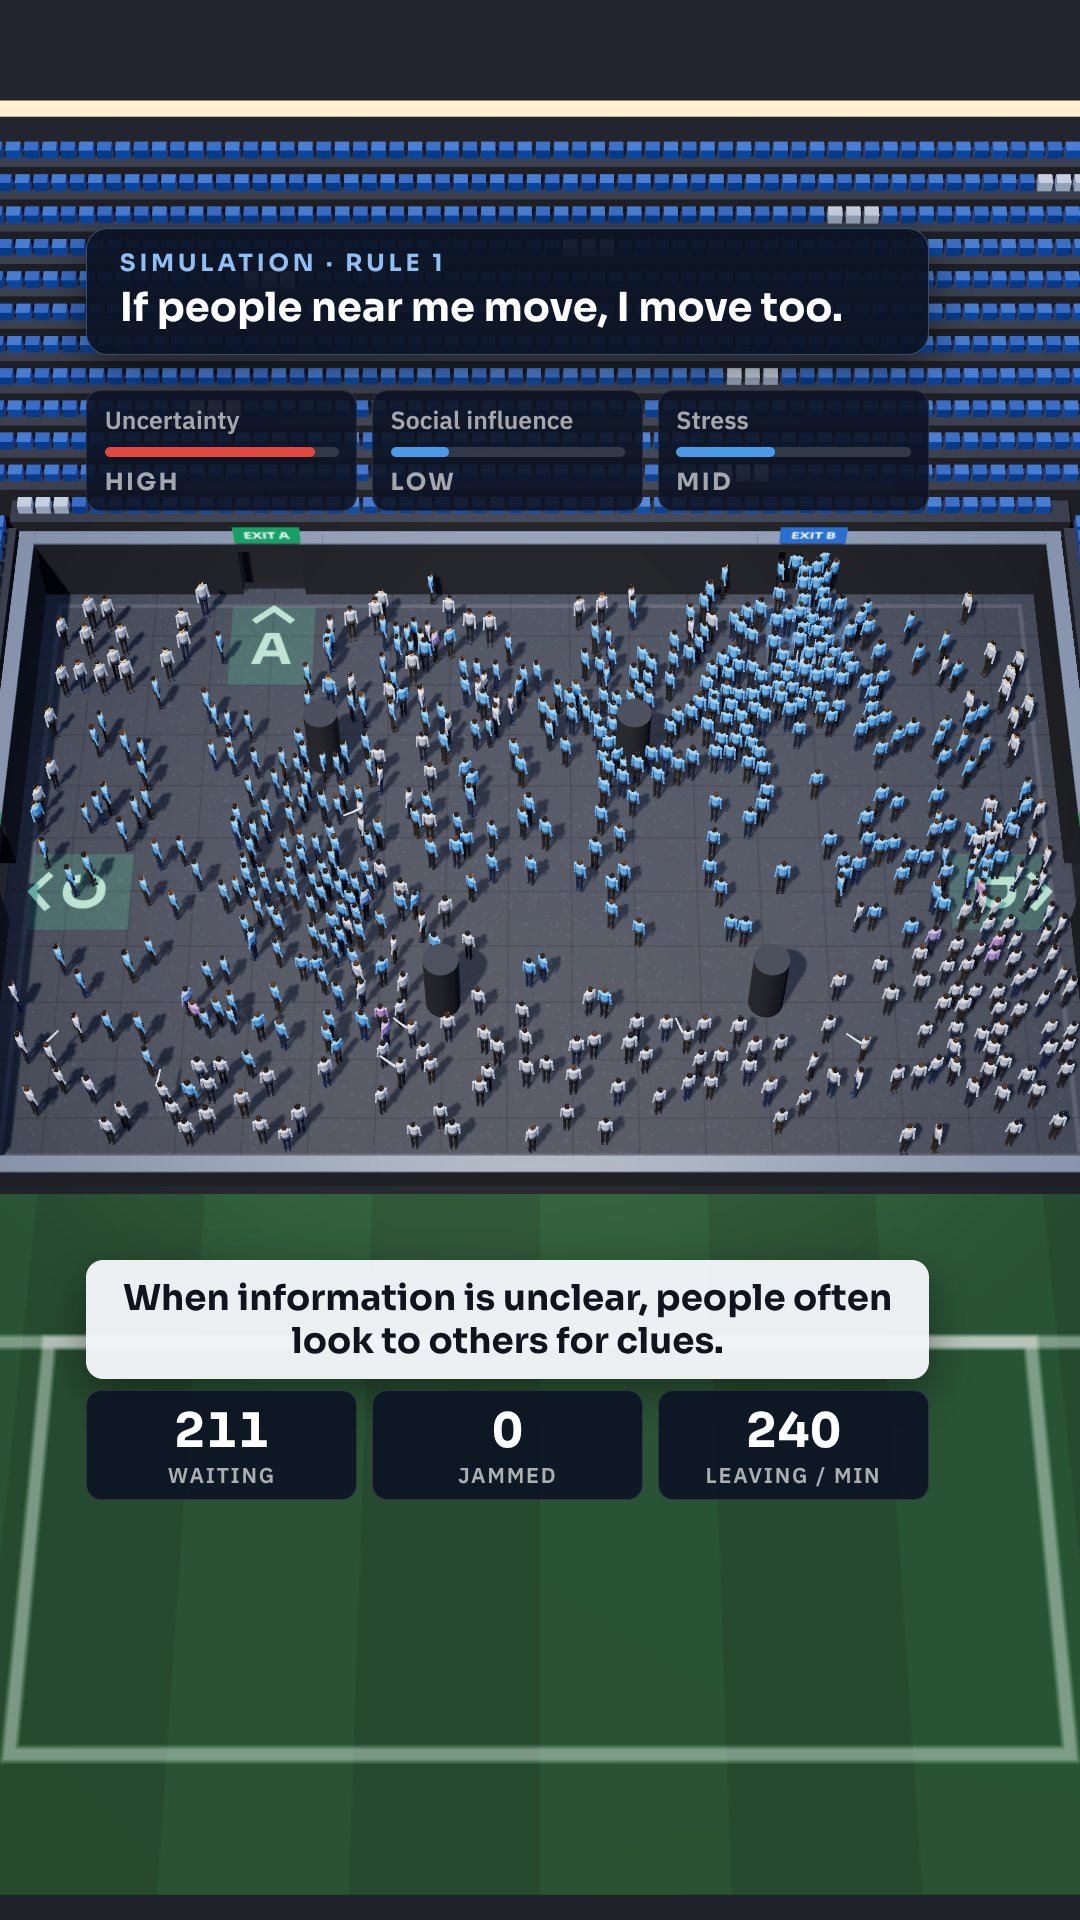 SIMULATION · RULE 1
If people near me move, I move too.
Uncertainty
HIGH
Social influence
LOW
Stress
MID
EXIT A
EXIT B
A
C
When information is unclear, people often
look to others for clues.
211
WAITING
0
JAMMED
240
LEAVING / MIN